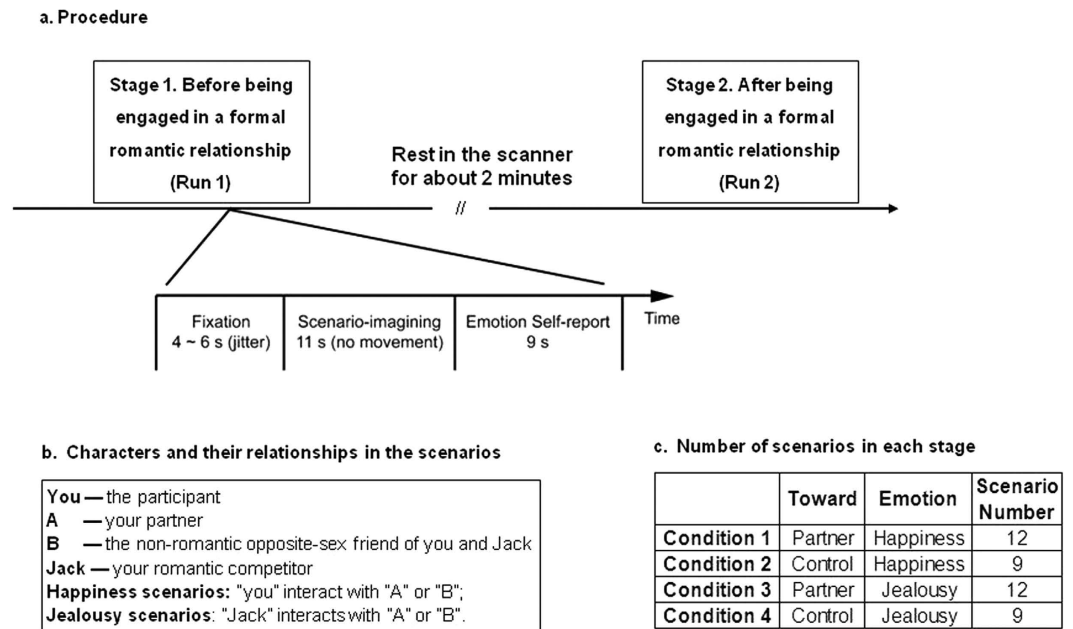 a. Procedure
Stage 1. Before being
engaged in a formal
romantic relationship
(Run 1)
Rest in the scanner
for about 2 minutes
//
Stage 2. After being
engaged in a formal
romantic relationship
(Run 2)
Fixation
4 ~ 6 s (jitter)
Scenario-imagining
11 s (no movement)
Emotion Self-report
9 s
Time
b. Characters and their relationships in the scenarios
You — the participant
A — your partner
B — the non-romantic opposite-sex friend of you and Jack
Jack — your romantic competitor
Happiness scenarios: "you" interact with "A" or "B";
Jealousy scenarios: "Jack" interacts with "A" or "B".
c. Number of scenarios in each stage
Toward Emotion Scenario Number
Condition 1 Partner Happiness 12
Condition 2 Control Happiness 9
Condition 3 Partner Jealousy 12
Condition 4 Control Jealousy 9